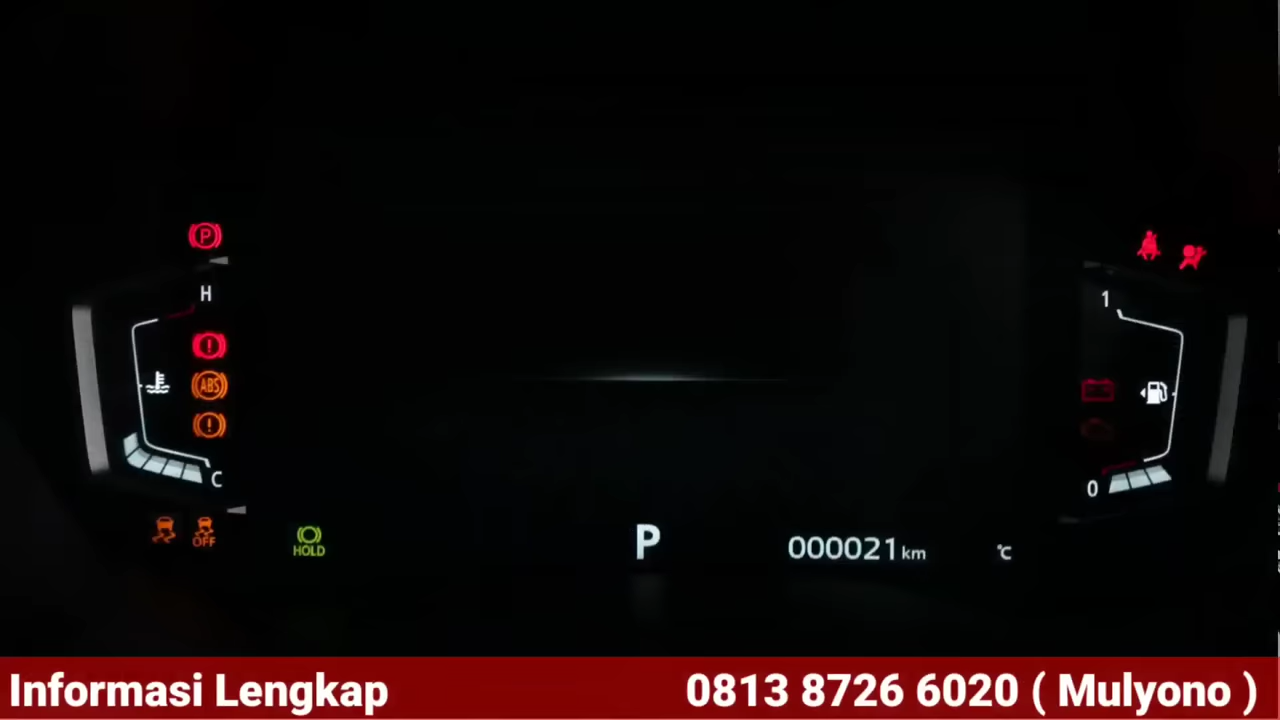 P
H
1
!
ABS
!
C
0
OFF
HOLD
P
000021 km
°C
Informasi Lengkap
0813 8726 6020 ( Mulyono )